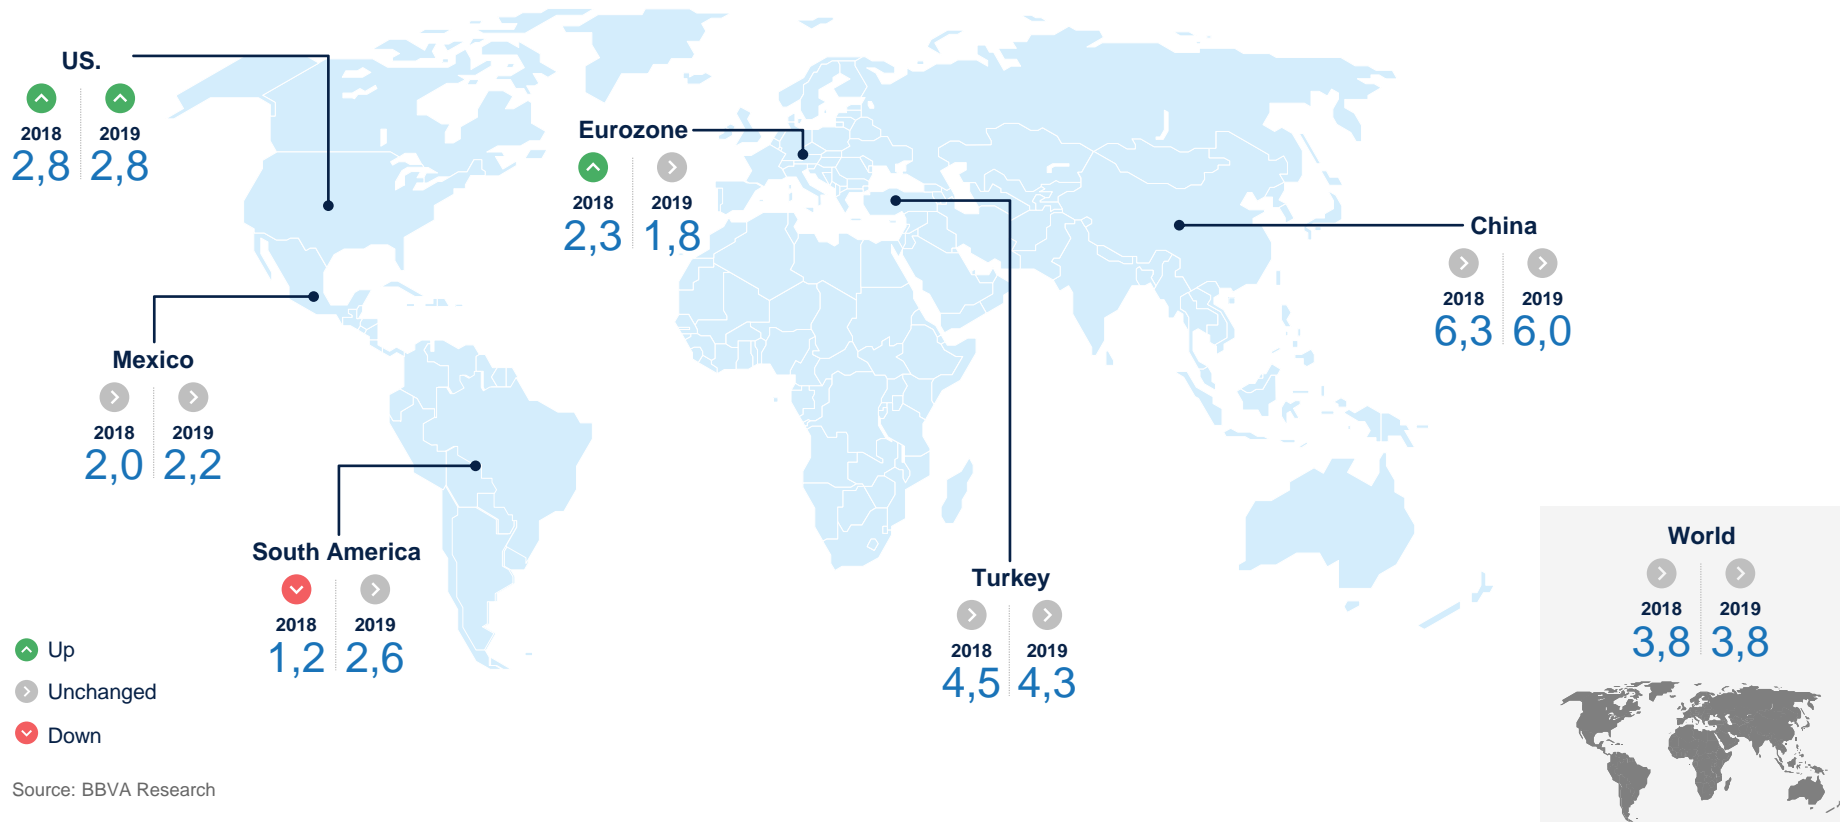 US.
2018 2019
2,8 2,8
Eurozone
2018 2019
2,3 1,8
China
2018 2019
6,3 6,0
Mexico
2018 2019
2,0 2,2
South America
2018 2019
1,2 2,6
Turkey
2018 2019
4,5 4,3
World
2018 2019
3,8 3,8
Up
Unchanged
Down
Source: BBVA Research